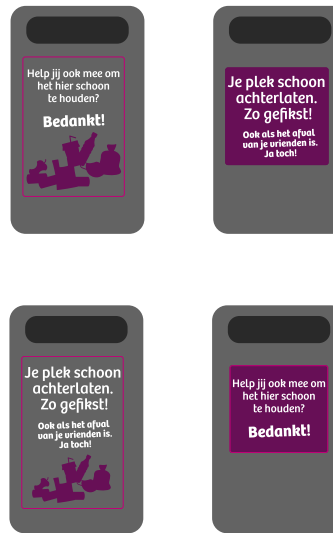 Help jij ook mee om
het hier schoon
te houden?
Bedankt!
Je plek schoon
achterlaten.
Zo gefikst!
Ook als het afval
van je vrienden is.
Ja toch!
Je plek schoon
achterlaten.
Zo gefikst!
Ook als het afval
van je vrienden is.
Ja toch!
Help jij ook mee om
het hier schoon
te houden?
Bedankt!